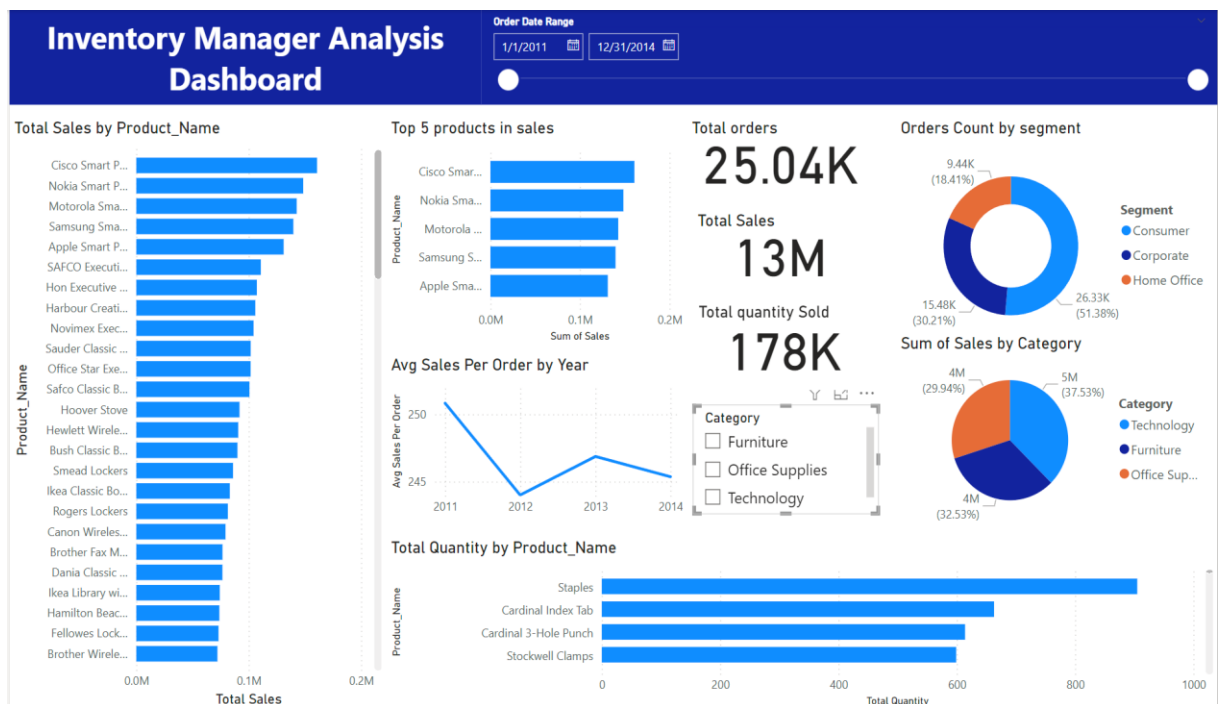 Inventory Manager Analysis
Dashboard
Order Date Range
1/1/2011
12/31/2014
Total Sales by Product_Name
Product_Name
Cisco Smart P...
Nokia Smart P...
Motorola Sma...
Samsung Sma...
Apple Smart P...
SAFCO Executi...
Hon Executive ...
Harbour Creati...
Novimex Exec...
Sauder Classic ...
Office Star Exe...
Safco Classic B...
Hoover Stove
Hewlett Wirele...
Bush Classic B...
Smead Lockers
Ikea Classic Bo...
Rogers Lockers
Canon Wireles...
Brother Fax M...
Dania Classic ...
Ikea Library wi...
Hamilton Beac...
Fellowes Lock...
Brother Wirele...
0.0M 0.1M 0.2M
Total Sales
Top 5 products in sales
Product_Name
Cisco Smar...
Nokia Sma...
Motorola ...
Samsung S...
Apple Sma...
0.0M 0.1M 0.2M
Sum of Sales
Total orders
25.04K
Total Sales
13M
Total quantity Sold
178K
Orders Count by segment
9.44K
(18.41%)
15.48K
(30.21%)
26.33K
(51.38%)
Segment
Consumer
Corporate
Home Office
Avg Sales Per Order by Year
Avg Sales Per Order
250
245
2011 2012 2013 2014
Category
Furniture
Office Supplies
Technology
Sum of Sales by Category
4M
(29.94%)
5M
(37.53%)
4M
(32.53%)
Category
Technology
Furniture
Office Sup...
Total Quantity by Product_Name
Product_Name
Staples
Cardinal Index Tab
Cardinal 3-Hole Punch
Stockwell Clamps
0 200 400 600 800 1000
Total Quantity